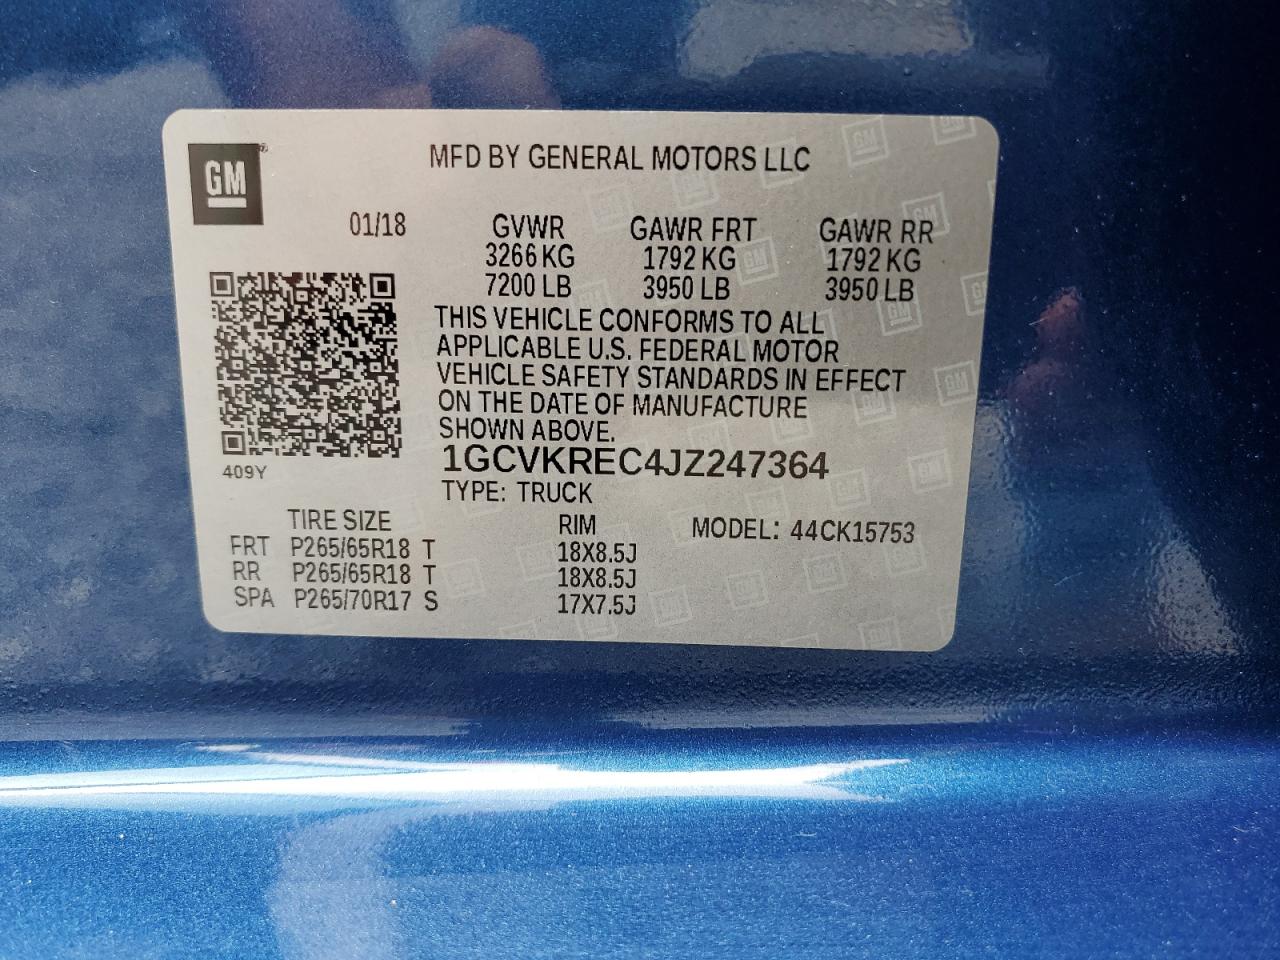 GM
MFD BY GENERAL MOTORS LLC
01/18 GVWR GAWR FRT GAWR RR
3266 KG 1792 KG 1792 KG
7200 LB 3950 LB 3950 LB
THIS VEHICLE CONFORMS TO ALL
APPLICABLE U.S. FEDERAL MOTOR
VEHICLE SAFETY STANDARDS IN EFFECT
ON THE DATE OF MANUFACTURE
SHOWN ABOVE.
409Y
1GCVKREC4JZ247364
TYPE: TRUCK
TIRE SIZE RIM MODEL: 44CK15753
FRT P265/65R18 T 18X8.5J
RR P265/65R18 T 18X8.5J
SPA P265/70R17 S 17X7.5J